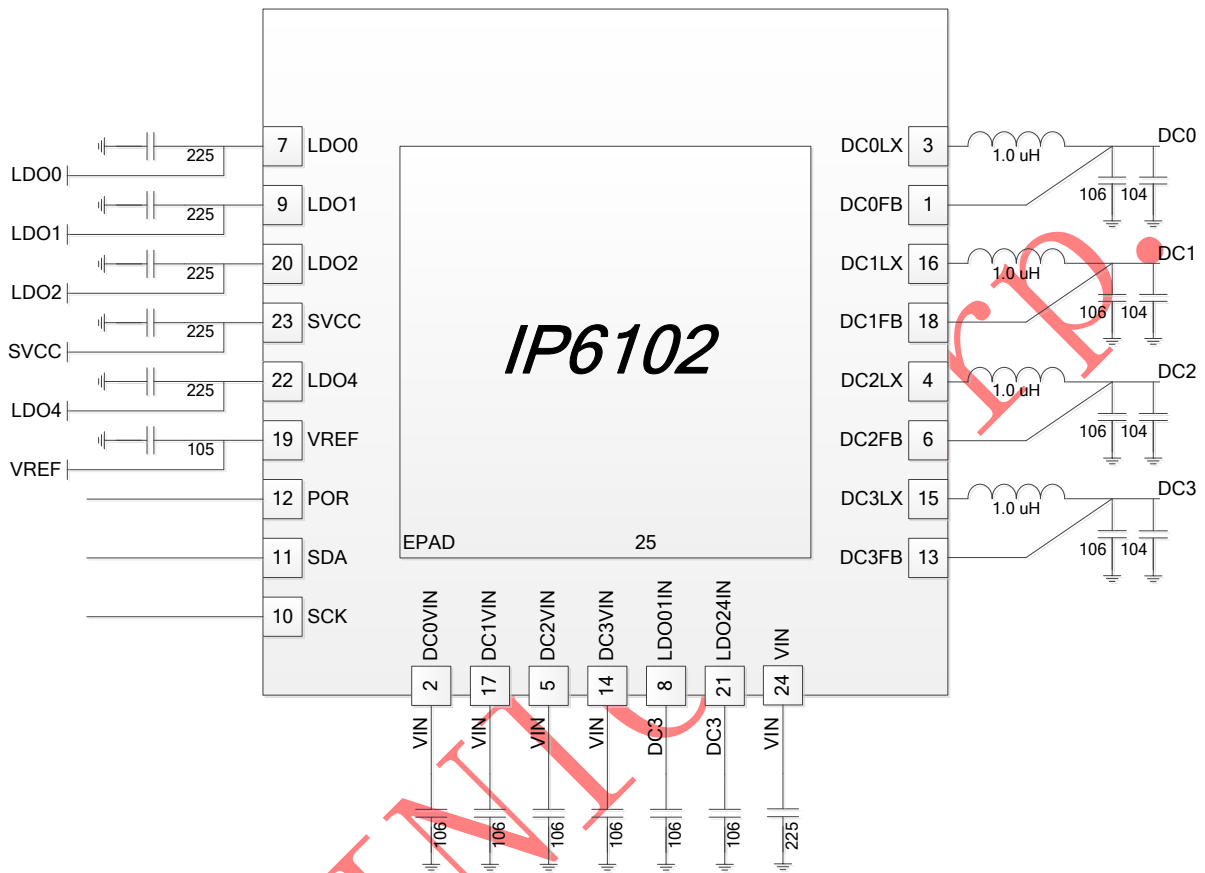 7 LDO0
225
LDO0
9 LDO1
225
LDO1
20 LDO2
225
LDO2
23 SVCC
225
SVCC
22 LDO4
225
LDO4
19 VREF
105
VREF
12 POR
11 SDA
10 SCK
IP6102
EPAD 25
DC0LX 3
1.0 uH
DC0
DC0FB 1
106 104
DC1LX 16
1.0 uH
DC1
DC1FB 18
106 104
DC2LX 4
1.0 uH
DC2
DC2FB 6
106 104
DC3LX 15
1.0 uH
DC3
DC3FB 13
106 104
DC0VIN 2 VIN 106
DC1VIN 17 VIN 106
DC2VIN 5 VIN 106
DC3VIN 14 VIN 106
LDO01IN 8 DC3 106
LDO24IN 21 DC3 106
VIN 24 VIN 225